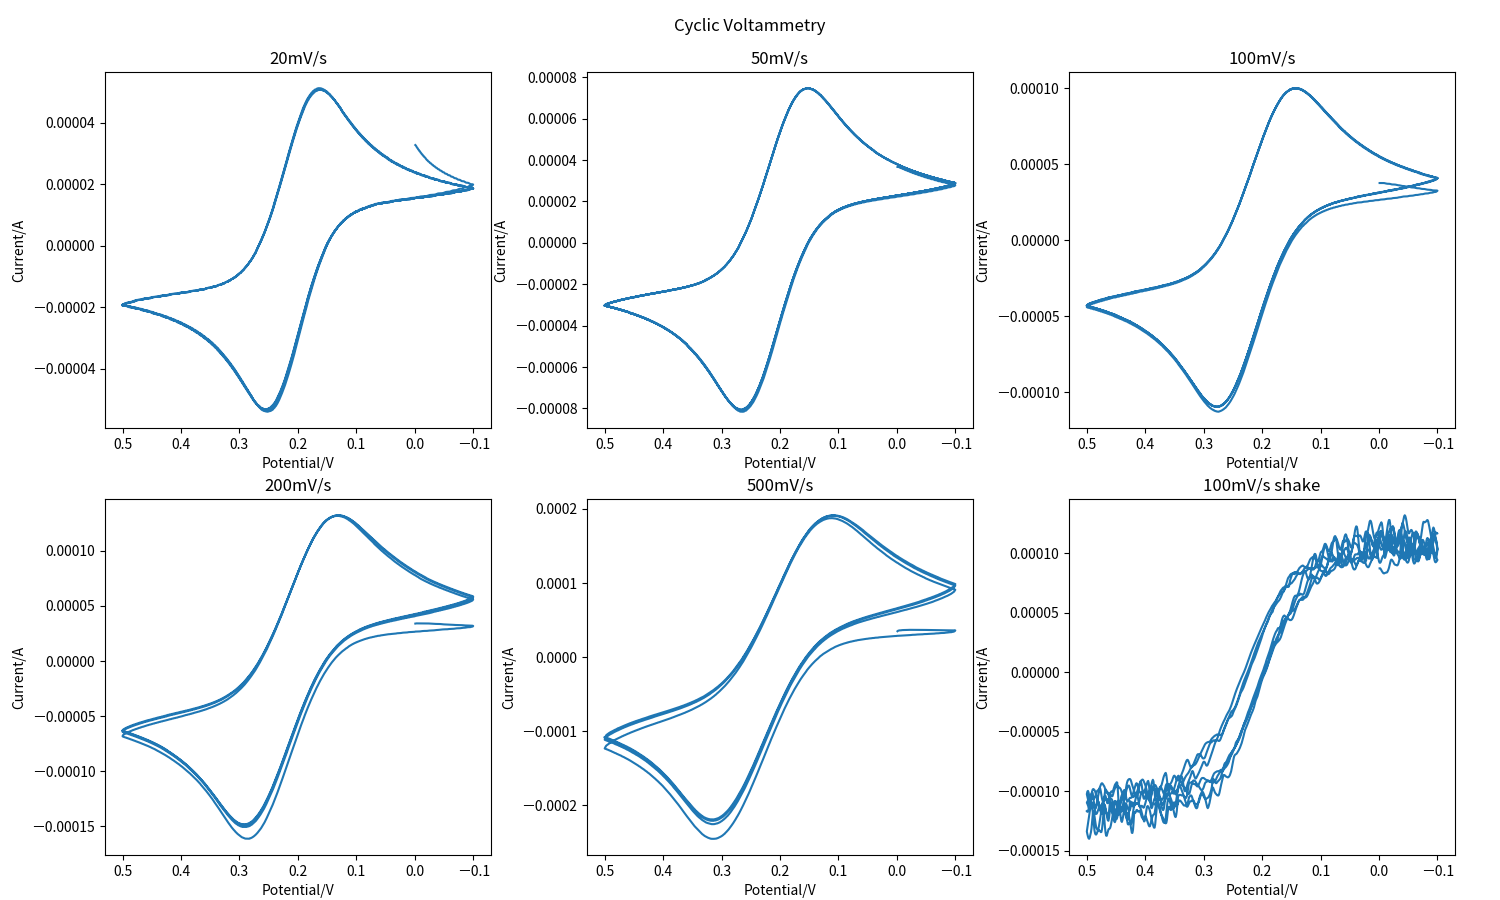 Cyclic Voltammetry
20mV/s
0.00004
0.00002
0.00000
−0.00002
−0.00004
Current/A
0.5 0.4 0.3 0.2 0.1 0.0 −0.1
Potential/V
50mV/s
0.00008
0.00006
0.00004
0.00002
0.00000
−0.00002
−0.00004
−0.00006
−0.00008
Current/A
0.5 0.4 0.3 0.2 0.1 0.0 −0.1
Potential/V
100mV/s
0.00010
0.00005
0.00000
−0.00005
−0.00010
Current/A
0.5 0.4 0.3 0.2 0.1 0.0 −0.1
Potential/V
200mV/s
0.00010
0.00005
0.00000
−0.00005
−0.00010
−0.00015
Current/A
0.5 0.4 0.3 0.2 0.1 0.0 −0.1
Potential/V
500mV/s
0.0002
0.0001
0.0000
−0.0001
−0.0002
Current/A
0.5 0.4 0.3 0.2 0.1 0.0 −0.1
Potential/V
100mV/s shake
0.00010
0.00005
0.00000
−0.00005
−0.00010
−0.00015
Current/A
0.5 0.4 0.3 0.2 0.1 0.0 −0.1
Potential/V